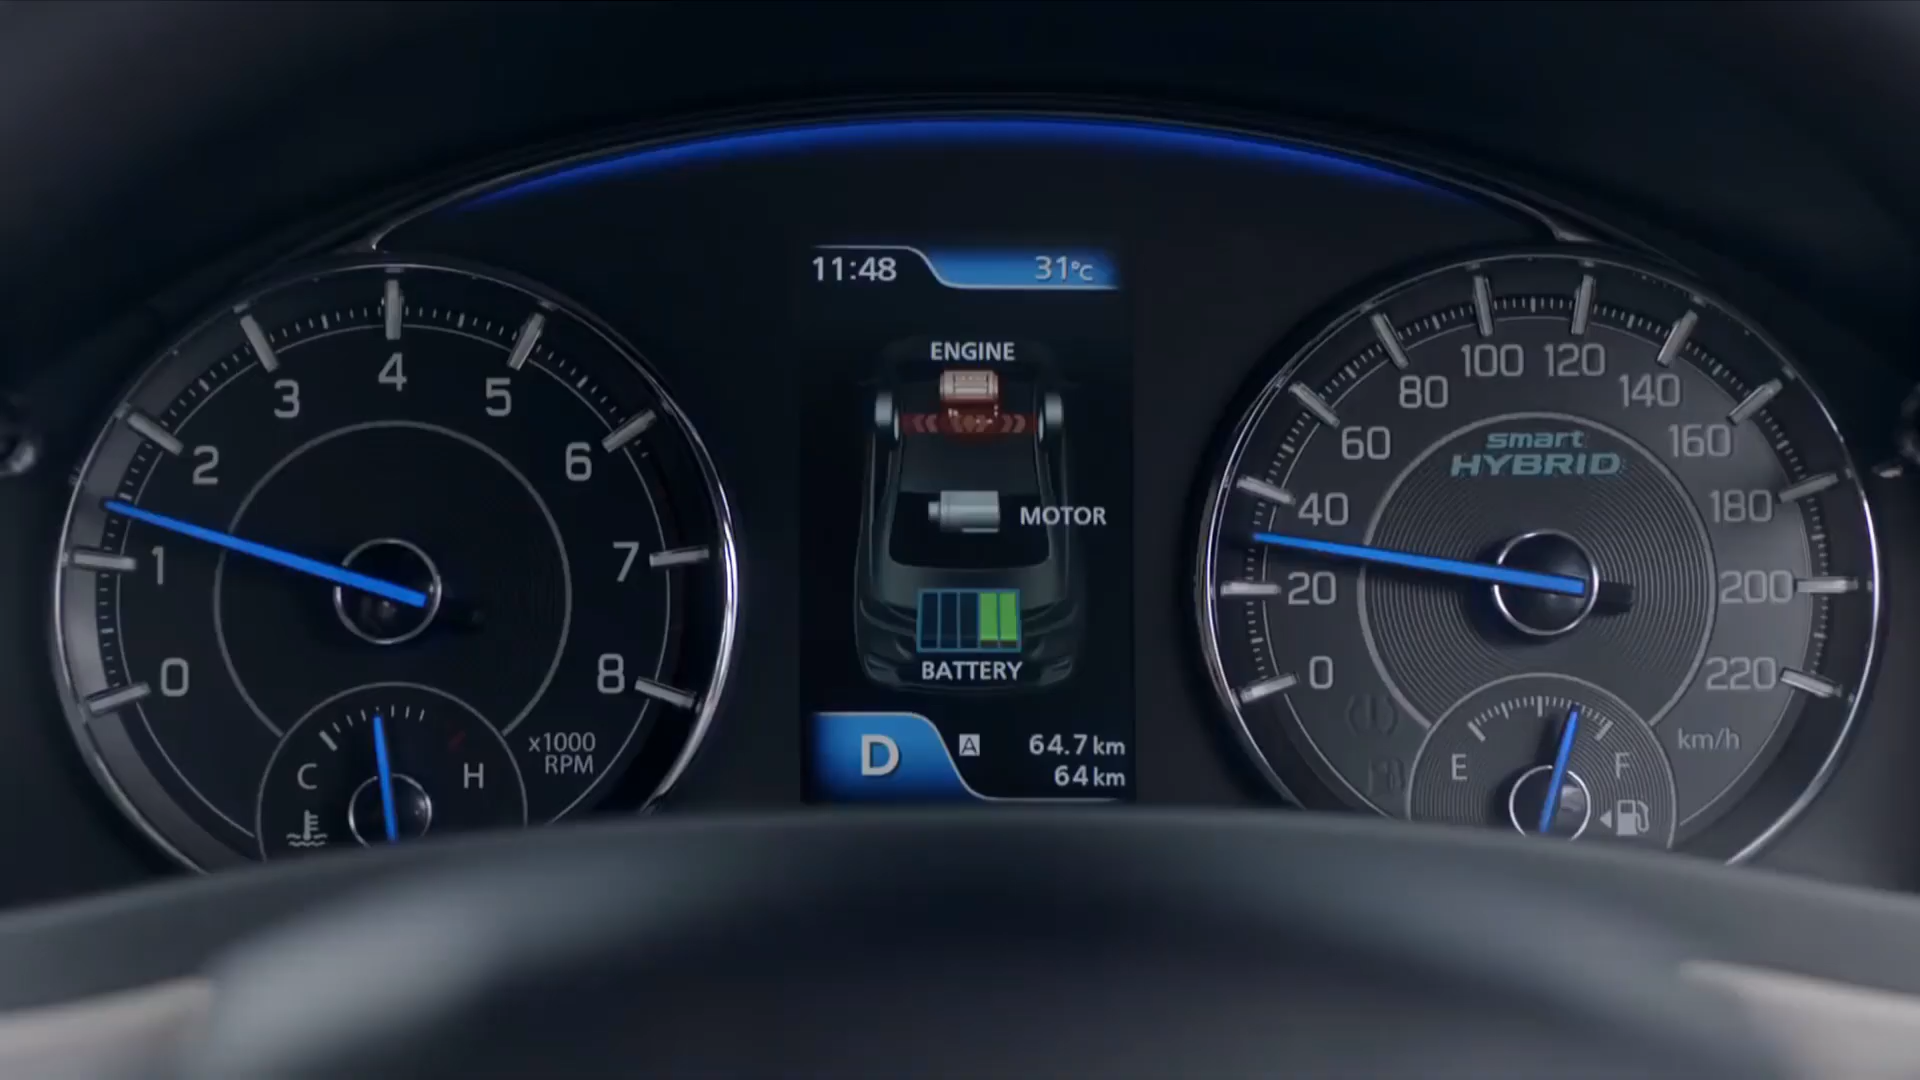 11:48
31°C
ENGINE
MOTOR
BATTERY
D
A
64.7 km
64 km
0
1
2
3
4
5
6
7
8
x1000
RPM
C
H
smart
HYBRID
0
20
40
60
80
100
120
140
160
180
200
220
km/h
E
F